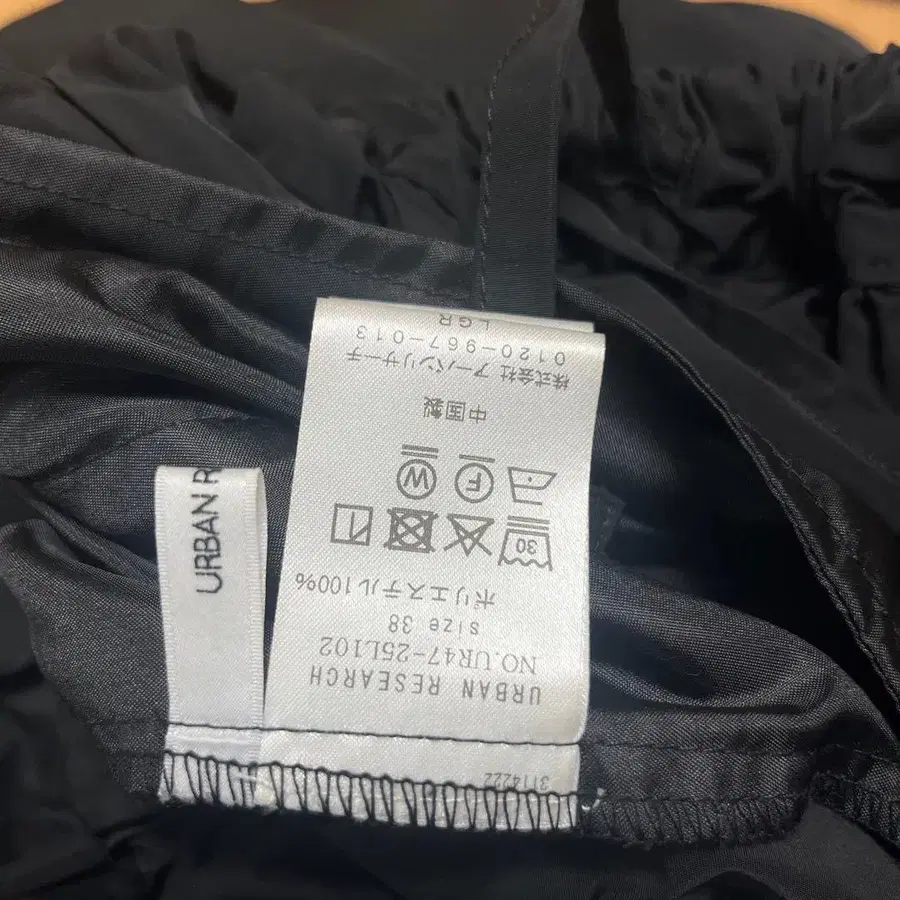 URBAN RESEARCH
NO.UR47-25L102
size 38
ポリエステル100%
30
F
W
中国製
株式会社 アーバンリサーチ
0120-967-013
LGR
3114222
URBAN R